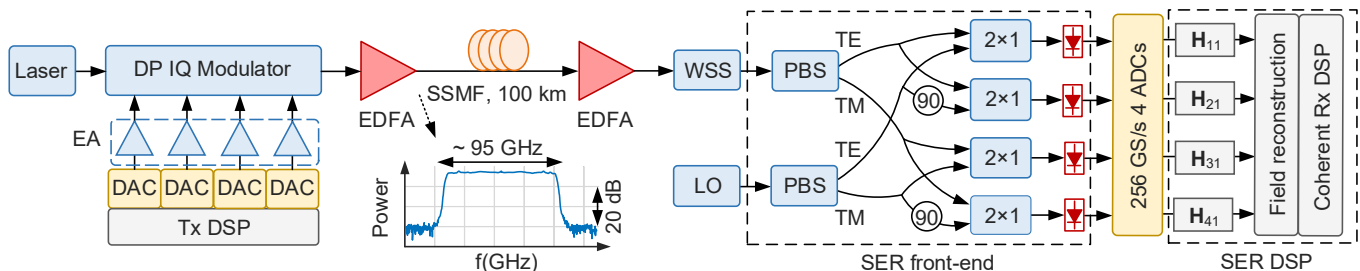 Laser
DP IQ Modulator
EA
DAC DAC DAC DAC
Tx DSP
EDFA
SSMF, 100 km
EDFA
~ 95 GHz
20 dB
Power
f(GHz)
WSS
LO
PBS
PBS
TE
TM
TE
TM
90
90
2×1
2×1
2×1
2×1
SER front-end
256 GS/s 4 ADCs
H11
H21
H31
H41
Field reconstruction
Coherent Rx DSP
SER DSP